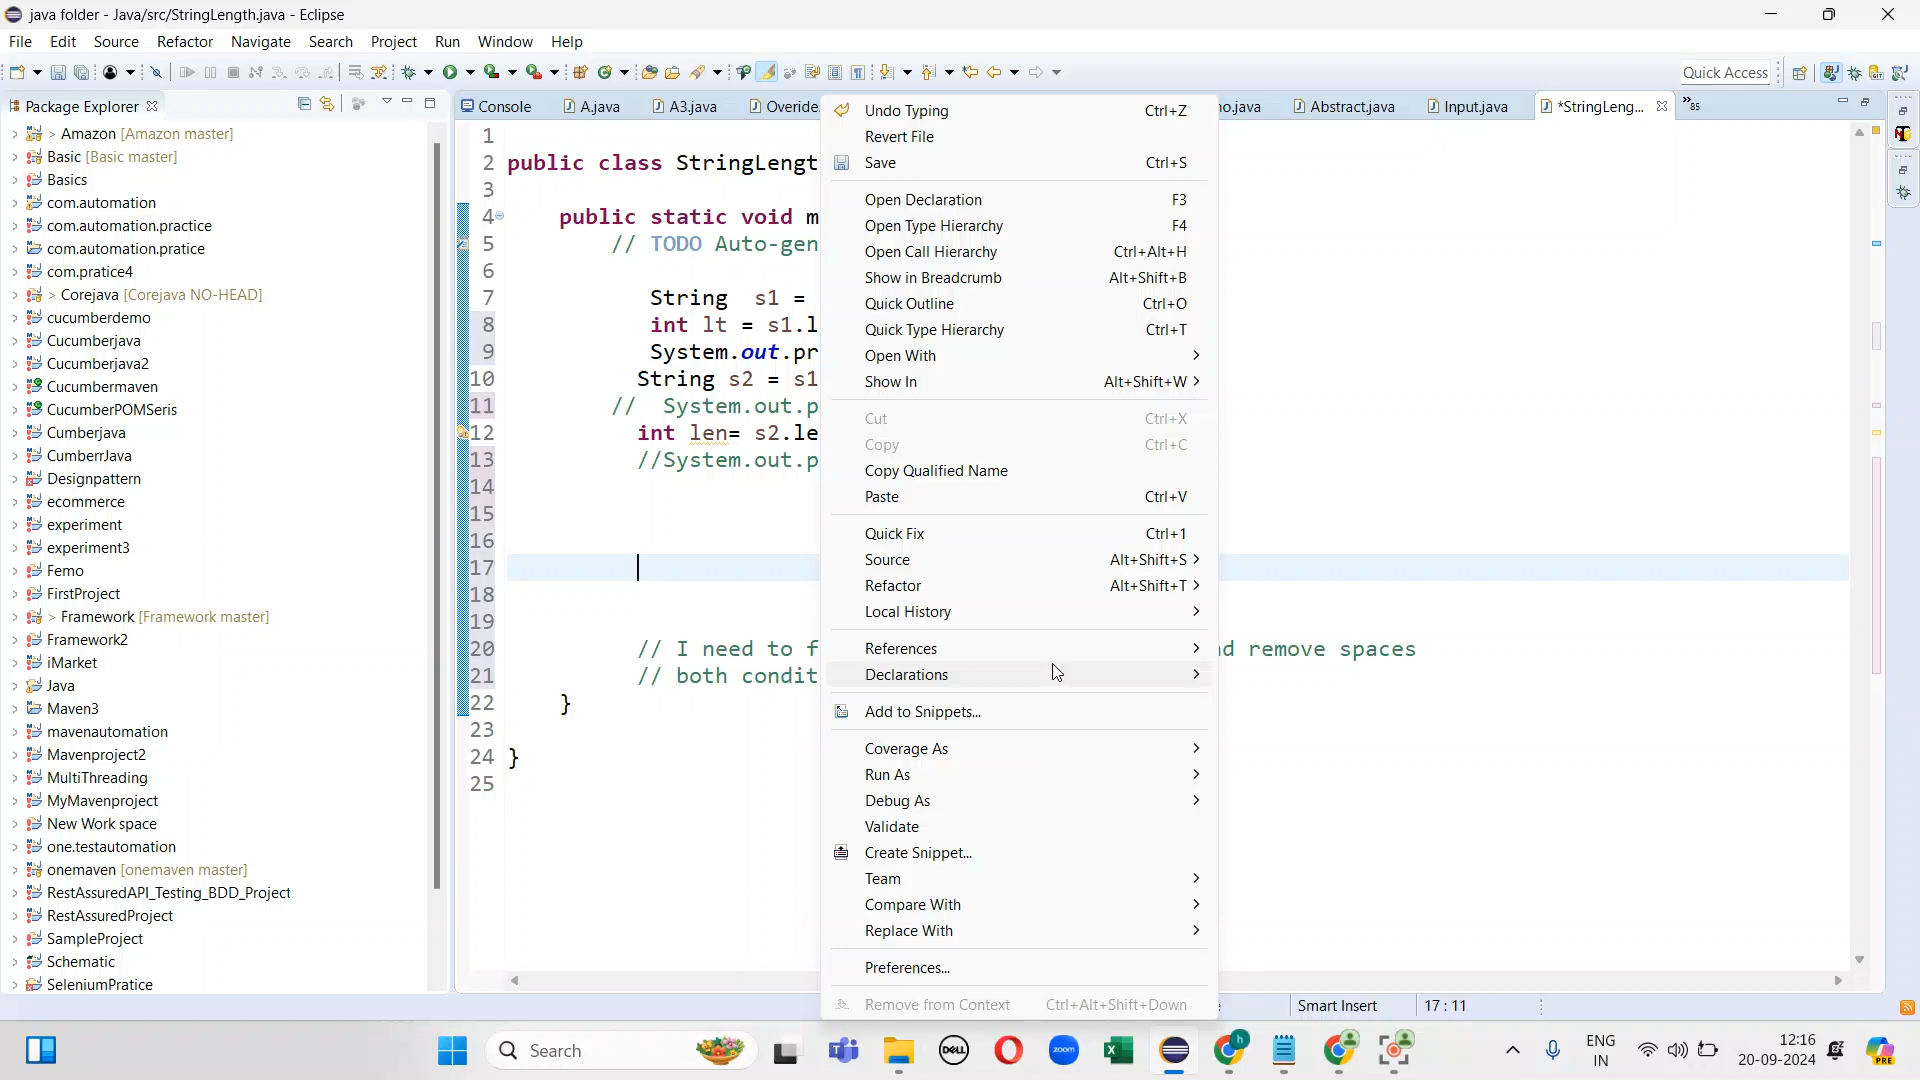 java folder - Java/src/StringLength.java - Eclipse
File Edit Source Refactor Navigate Search Project Run Window Help
Quick Access
Package Explorer
Console A.java A3.java Overide. no.java Abstract.java Input.java *StringLeng... »85
> Amazon [Amazon master]
Basic [Basic master]
Basics
com.automation
com.automation.practice
com.automation.pratice
com.pratice4
> Corejava [Corejava NO-HEAD]
cucumberdemo
Cucumberjava
Cucumberjava2
Cucumbermaven
CucumberPOMSeris
Cumberjava
CumberrJava
Designpattern
ecommerce
experiment
experiment3
Femo
FirstProject
> Framework [Framework master]
Framework2
iMarket
Java
Maven3
mavenautomation
Mavenproject2
MultiThreading
MyMavenproject
New Work space
one.testautomation
onemaven [onemaven master]
RestAssuredAPI_Testing_BDD_Project
RestAssuredProject
SampleProject
Schematic
SeleniumPratice
1
2 public class StringLengt
3
4 public static void m
5 // TODO Auto-gen
6
7 String s1 =
8 int lt = s1.l
9 System.out.pr
10 String s2 = s1
11 // System.out.p
12 int len= s2.le
13 //System.out.p
14
15
16
17
18
19
20 // I need to f d remove spaces
21 // both condit
22 }
23
24 }
25
Undo Typing Ctrl+Z
Revert File
Save Ctrl+S
Open Declaration F3
Open Type Hierarchy F4
Open Call Hierarchy Ctrl+Alt+H
Show in Breadcrumb Alt+Shift+B
Quick Outline Ctrl+O
Quick Type Hierarchy Ctrl+T
Open With
Show In Alt+Shift+W
Cut Ctrl+X
Copy Ctrl+C
Copy Qualified Name
Paste Ctrl+V
Quick Fix Ctrl+1
Source Alt+Shift+S
Refactor Alt+Shift+T
Local History
References
Declarations
Add to Snippets...
Coverage As
Run As
Debug As
Validate
Create Snippet...
Team
Compare With
Replace With
Preferences...
Remove from Context Ctrl+Alt+Shift+Down
Smart Insert 17 : 11
Search
DELL
zoom
ENG
IN
12:16
20-09-2024
PRE